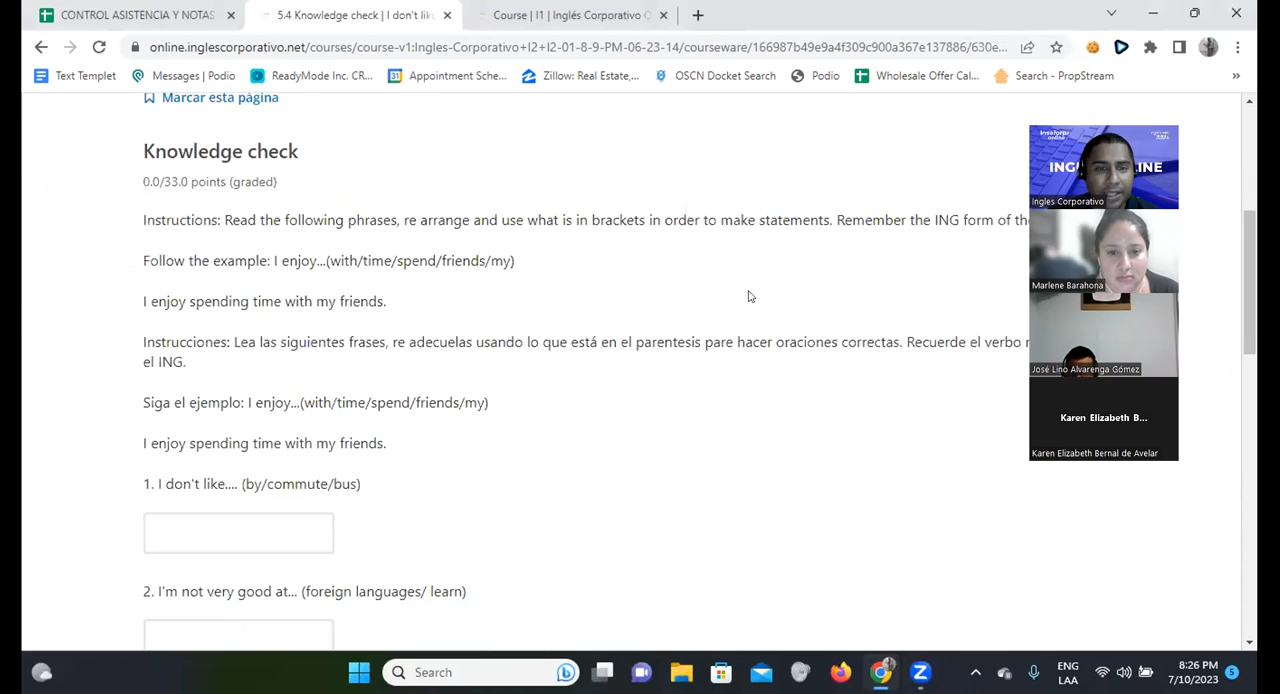 CONTROL ASISTENCIA Y NOTAS
5.4 Knowledge check | I don't lik
Course | I1 | Inglés Corporativo O
online.inglescorporativo.net/courses/course-v1:Ingles-Corporativo+I2+I2-01-8-9-PM-06-23-14/courseware/166987b49e9a4f309c900a367e137886/630e...
Text Templet
Messages | Podio
ReadyMode Inc. CR...
Appointment Sche...
Zillow: Real Estate,...
OSCN Docket Search
Podio
Wholesale Offer Cal...
Search - PropStream
»
Marcar esta página
Knowledge check
0.0/33.0 points (graded)
Instructions: Read the following phrases, re arrange and use what is in brackets in order to make statements. Remember the ING form of th
Follow the example: I enjoy...(with/time/spend/friends/my)
I enjoy spending time with my friends.
Instrucciones: Lea las siguientes frases, re adecuelas usando lo que está en el parentesis pare hacer oraciones correctas. Recuerde el verbo
el ING.
Siga el ejemplo: I enjoy...(with/time/spend/friends/my)
I enjoy spending time with my friends.
1. I don't like.... (by/commute/bus)
2. I'm not very good at... (foreign languages/ learn)
Ingles Corporativo
Marlene Barahona
José Lino Alvarenga Gómez
Karen Elizabeth B...
Karen Elizabeth Bernal de Avelar
Search
ENG
LAA
8:26 PM
7/10/2023
5